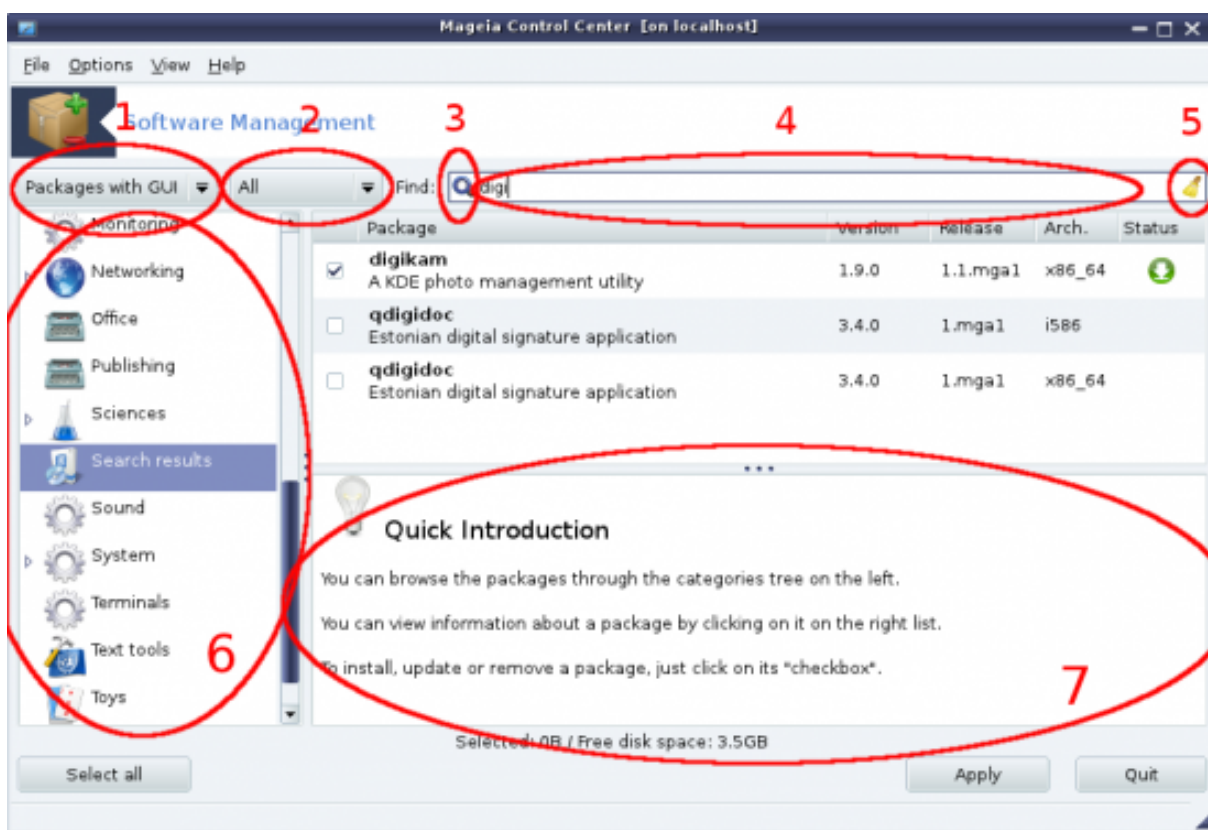 Mageia Control Center [on localhost]
File Options View Help
1 2 3 4 5
Software Management
Packages with GUI All Find: digi
Package Version Release Arch. Status
Monitoring
Networking
Office
Publishing
Sciences
Search results
Sound
System
Terminals
Text tools
Toys
6
digikam
A KDE photo management utility 1.9.0 1.1.mga1 x86_64
qdigidoc
Estonian digital signature application 3.4.0 1.mga1 i586
qdigidoc
Estonian digital signature application 3.4.0 1.mga1 x86_64
Quick Introduction
You can browse the packages through the categories tree on the left.
You can view information about a package by clicking on it on the right list.
To install, update or remove a package, just click on its "checkbox".
7
Selected: 0B / Free disk space: 3.5GB
Select all Apply Quit